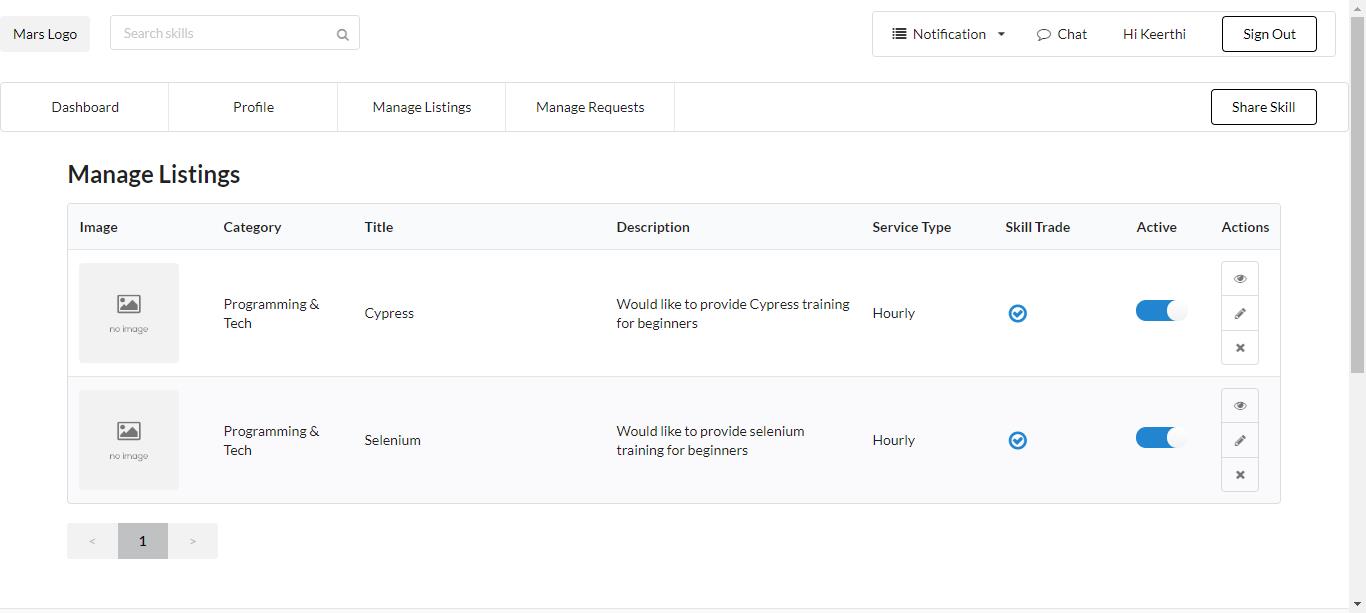 Mars Logo
Search skills
Notification
Chat
Hi Keerthi
Sign Out
Dashboard
Profile
Manage Listings
Manage Requests
Share Skill
Manage Listings
Image Category Title Description Service Type Skill Trade Active Actions
no image
Programming &
Tech
Cypress
Would like to provide Cypress training
for beginners
Hourly
no image
Programming &
Tech
Selenium
Would like to provide selenium
training for beginners
Hourly
< 1 >